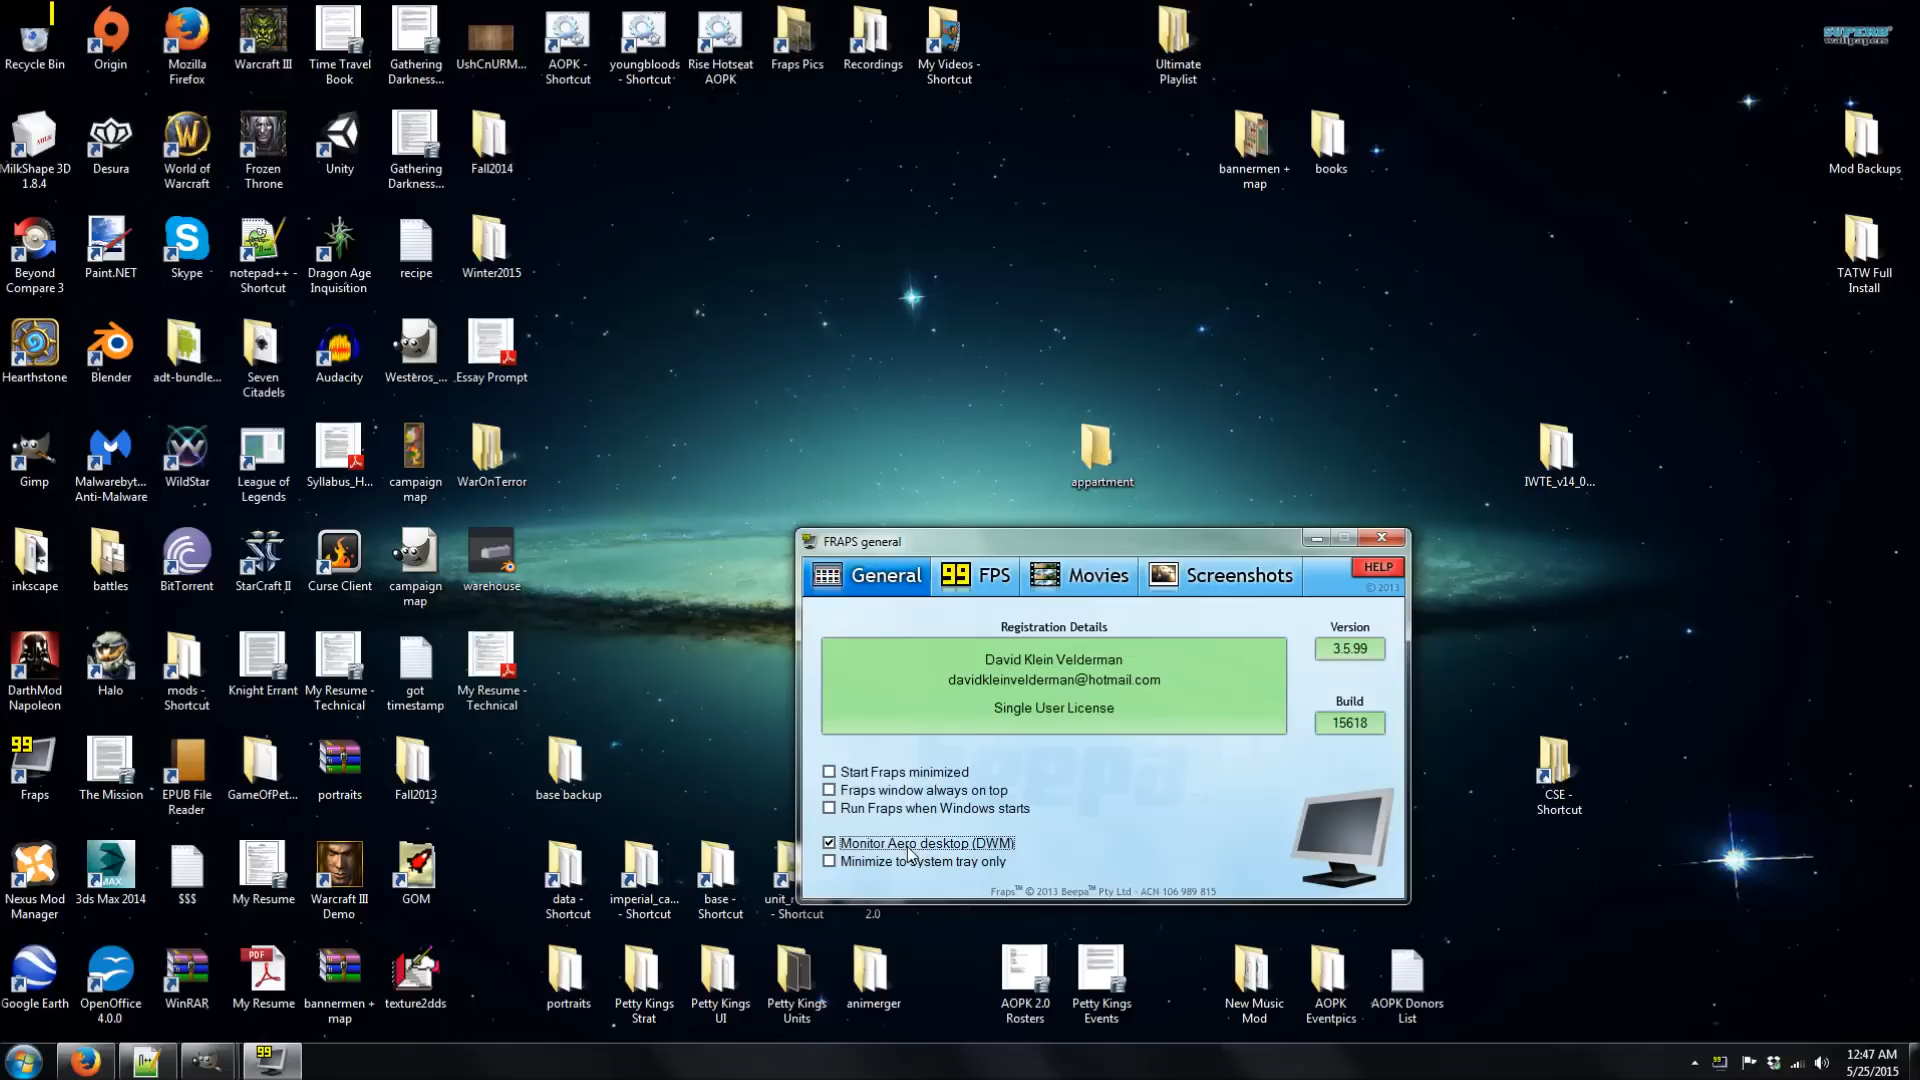 Recycle Bin
Origin
Mozilla Firefox
Warcraft III
Time Travel Book
Gathering Darkness...
UshCnURM...
AOPK - Shortcut
youngbloods - Shortcut
Rise Hotseat AOPK
Fraps Pics
Recordings
My Videos - Shortcut
Ultimate Playlist
SUPERB
wallpapers
MilkShape 3D 1.8.4
Desura
World of Warcraft
Frozen Throne
Unity
Gathering Darkness...
Fall2014
bannermen + map
books
Mod Backups
Beyond Compare 3
Paint.NET
Skype
notepad++ - Shortcut
Dragon Age Inquisition
recipe
Winter2015
TATW Full Install
Hearthstone
Blender
adt-bundle...
Seven Citadels
Audacity
Westeros_...
Essay Prompt
Gimp
Malwarebyt... Anti-Malware
WildStar
League of Legends
Syllabus_H...
campaign map
WarOnTerror
appartment
IWTE_v14_0...
inkscape
battles
BitTorrent
StarCraft II
Curse Client
campaign map
warehouse
FRAPS general
General
99 FPS
Movies
Screenshots
HELP
© 2013
Registration Details
Version
David Klein Velderman
3.5.99
davidkleinvelderman@hotmail.com
Single User License
Build
15618
DarthMod Napoleon
Halo
mods - Shortcut
Knight Errant
My Resume - Technical
got timestamp
My Resume - Technical
beepa
Start Fraps minimized
Fraps window always on top
Run Fraps when Windows starts
Monitor Aero desktop (DWM)
Minimize to system tray only
Fraps™ © 2013 Beepa™ Pty Ltd - ACN 106 989 815
99
Fraps
The Mission
EPUB File Reader
GameOfPet...
portraits
Fall2013
base backup
CSE - Shortcut
Nexus Mod Manager
3ds Max 2014
$$$
My Resume
Warcraft III Demo
GOM
data - Shortcut
imperial_ca... - Shortcut
base - Shortcut
- Shortcut
2.0
Google Earth
OpenOffice 4.0.0
WinRAR
PDF
My Resume
bannermen + map
texture2dds
portraits
Petty Kings Strat
Petty Kings UI
Petty Kings Units
animerger
AOPK 2.0 Rosters
Petty Kings Events
New Music Mod
AOPK Eventpics
AOPK Donors List
99
12:47 AM
5/25/2015